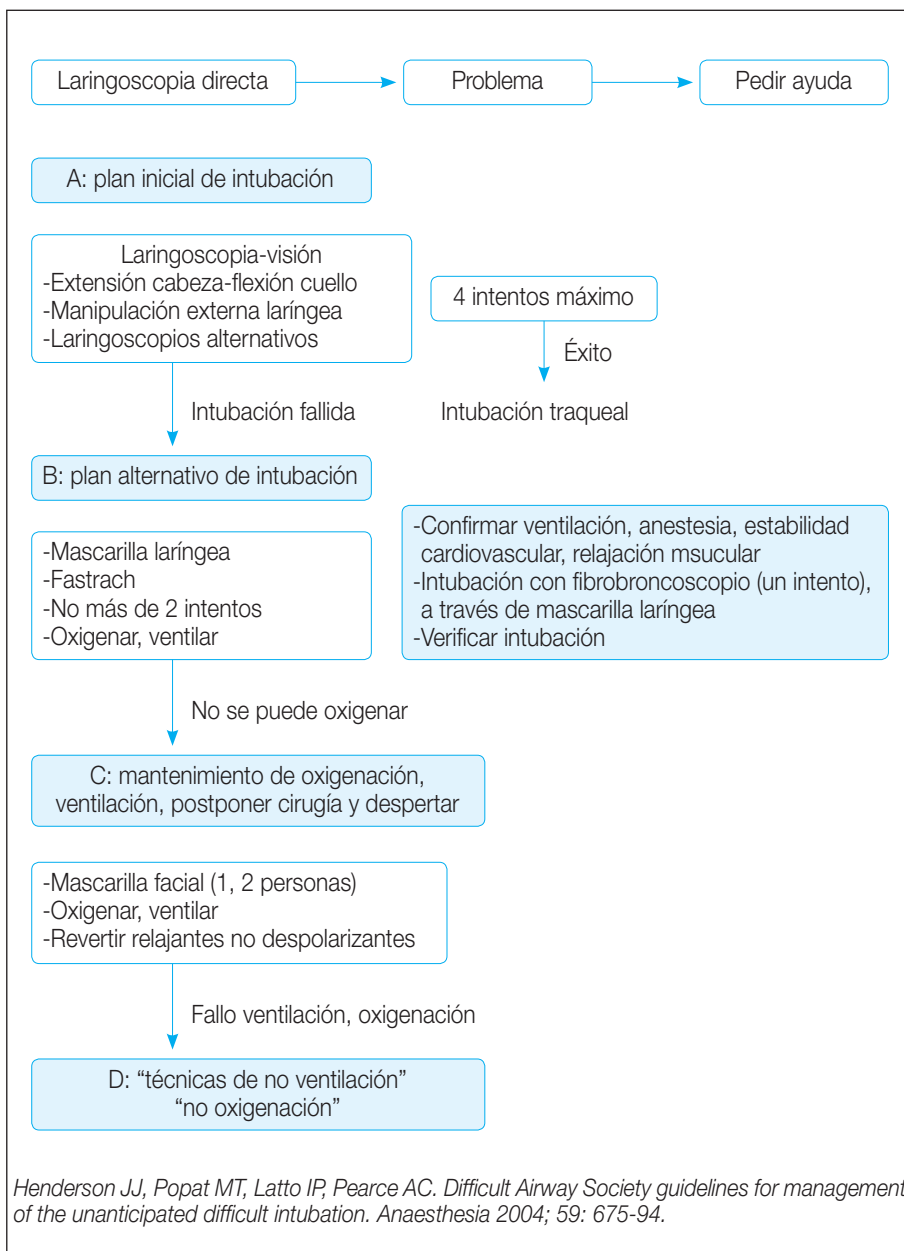 Laringoscopia directa
Problema
Pedir ayuda
A: plan inicial de intubación
Laringoscopia-visión
-Extensión cabeza-flexión cuello
-Manipulación externa laríngea
-Laringoscopios alternativos
4 intentos máximo
Éxito
Intubación fallida
Intubación traqueal
B: plan alternativo de intubación
-Mascarilla laríngea
-Fastrach
-No más de 2 intentos
-Oxigenar, ventilar
-Confirmar ventilación, anestesia, estabilidad
cardiovascular, relajación msucular
-Intubación con fibrobroncoscopio (un intento),
a través de mascarilla laríngea
-Verificar intubación
No se puede oxigenar
C: mantenimiento de oxigenación,
ventilación, postponer cirugía y despertar
-Mascarilla facial (1, 2 personas)
-Oxigenar, ventilar
-Revertir relajantes no despolarizantes
Fallo ventilación, oxigenación
D: “técnicas de no ventilación”
“no oxigenación”
Henderson JJ, Popat MT, Latto IP, Pearce AC. Difficult Airway Society guidelines for management
of the unanticipated difficult intubation. Anaesthesia 2004; 59: 675-94.